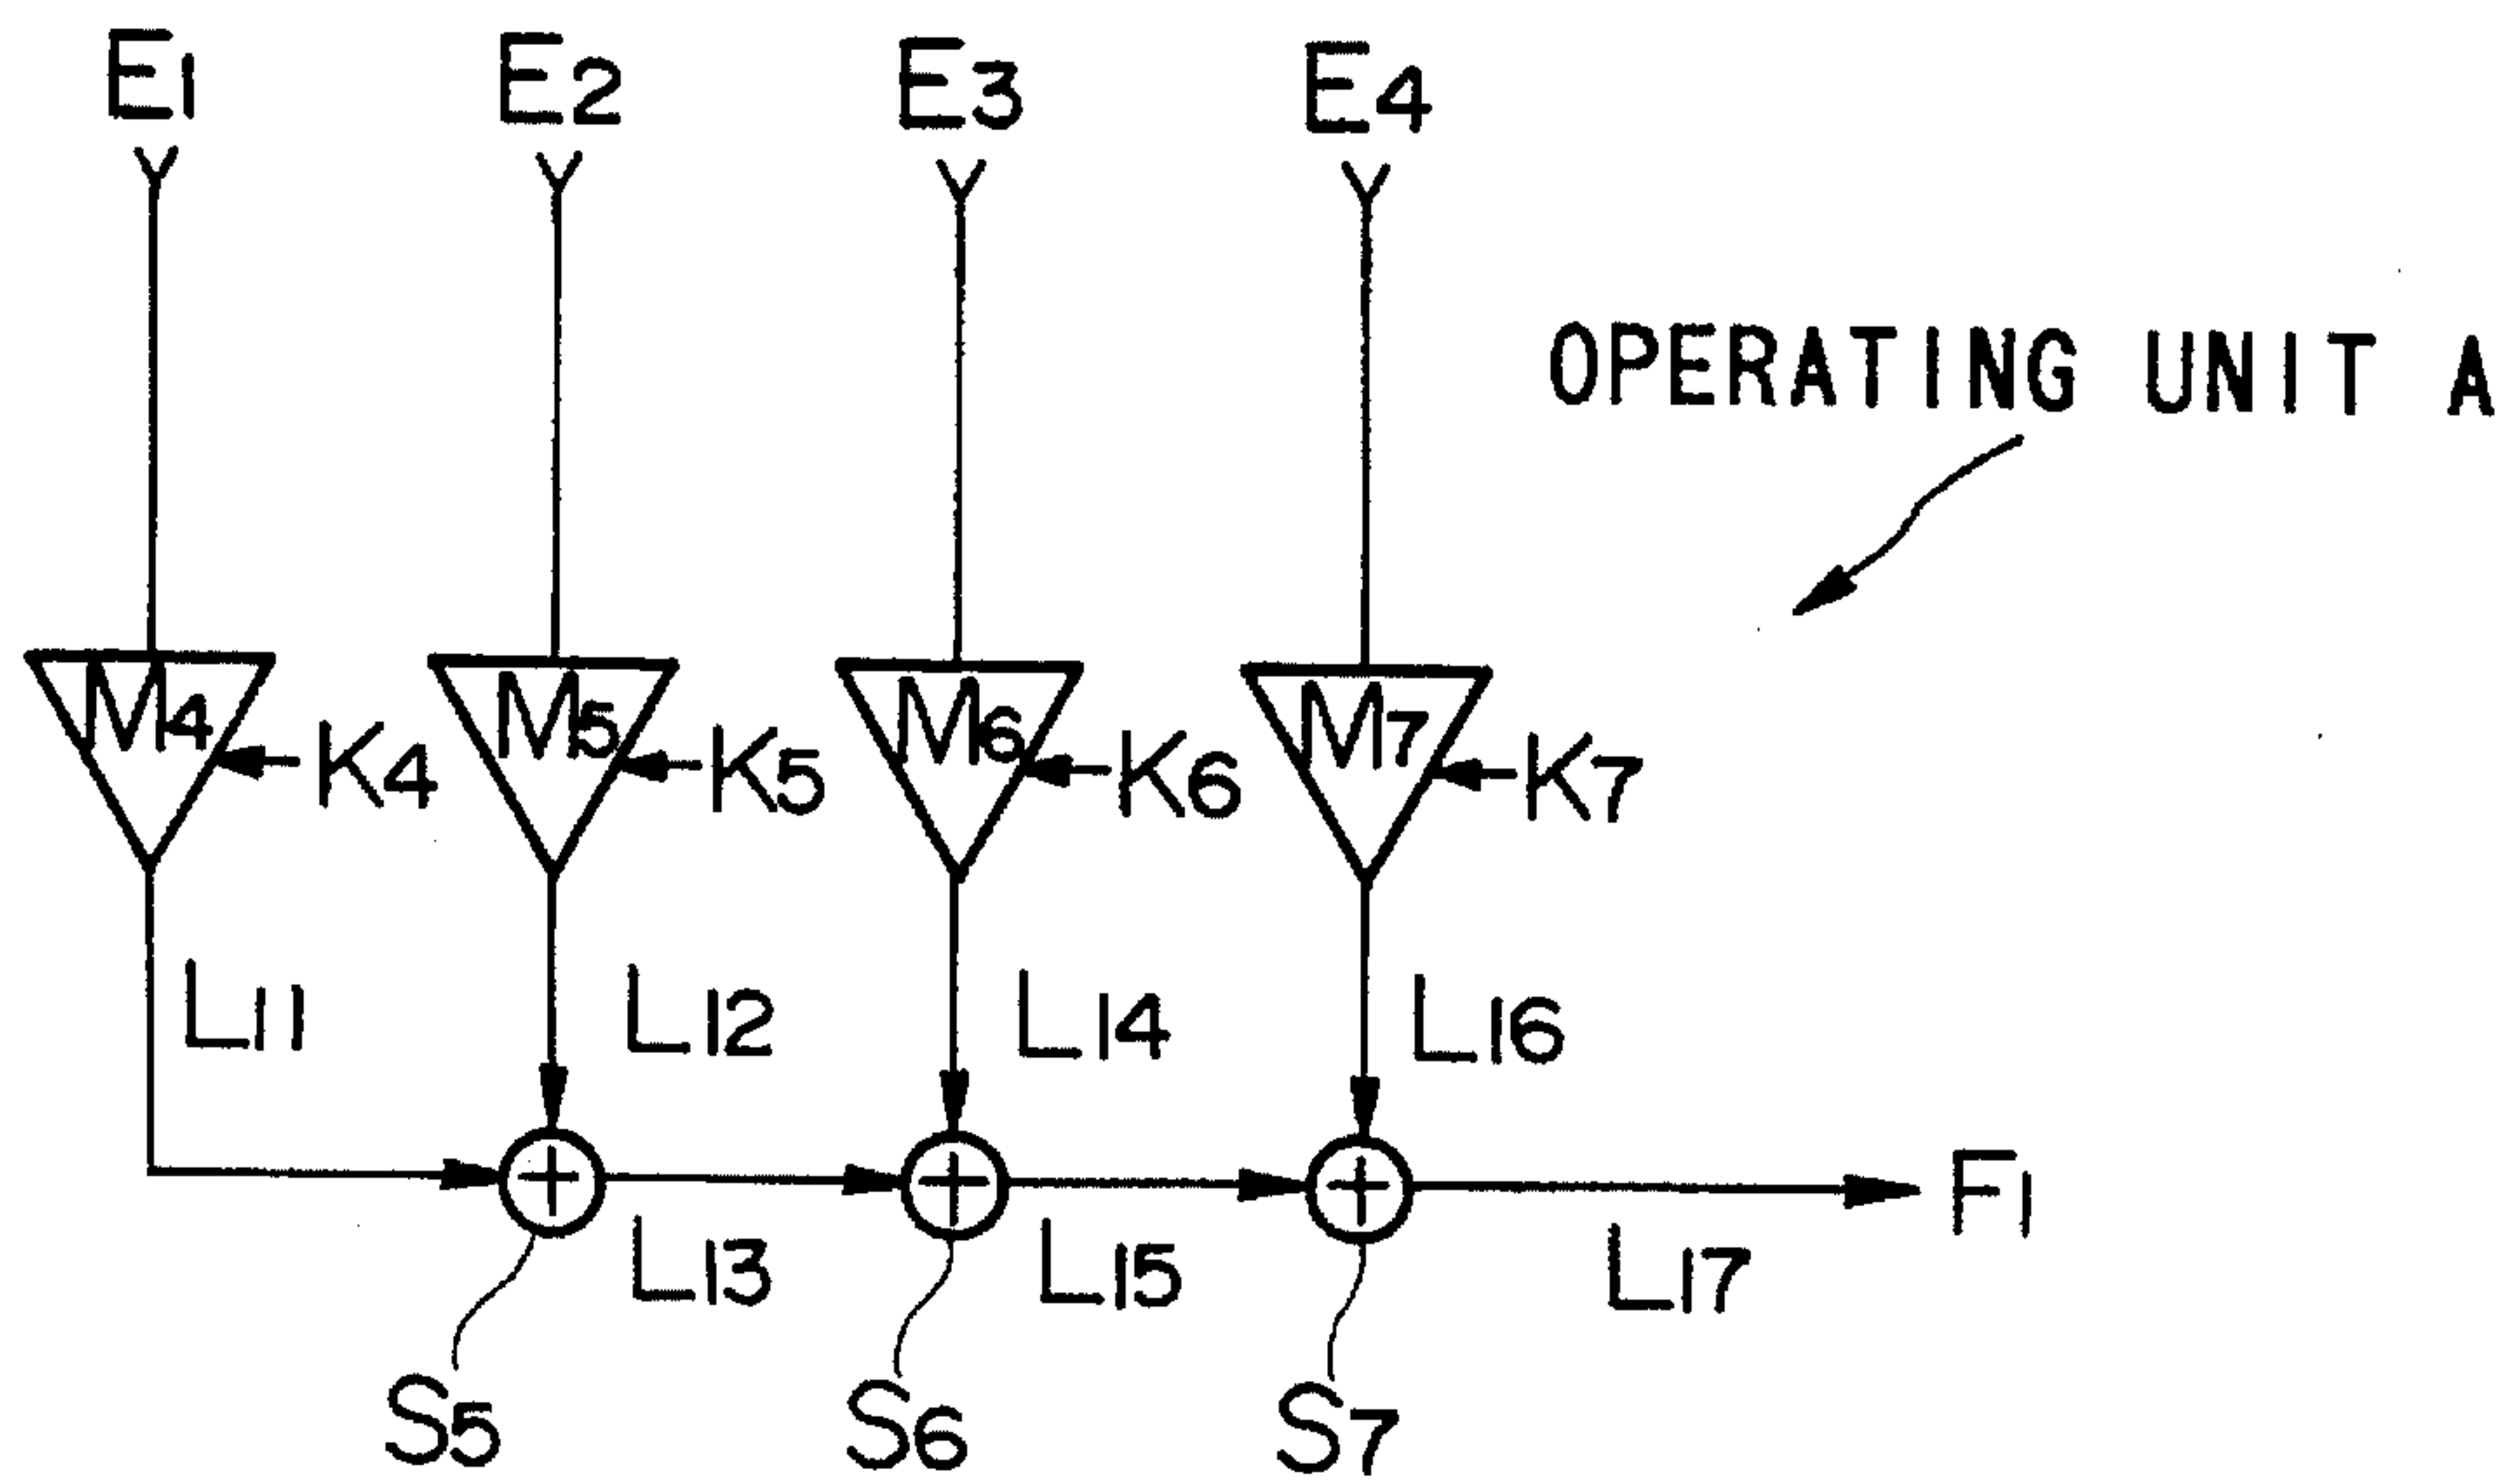 E1 E2 E3 E4
OPERATING UNIT A
M4 K4 M5 K5 M6 K6 M7 K7
L11 L12 L14 L16
F1
L13 L15 L17
S5 S6 S7